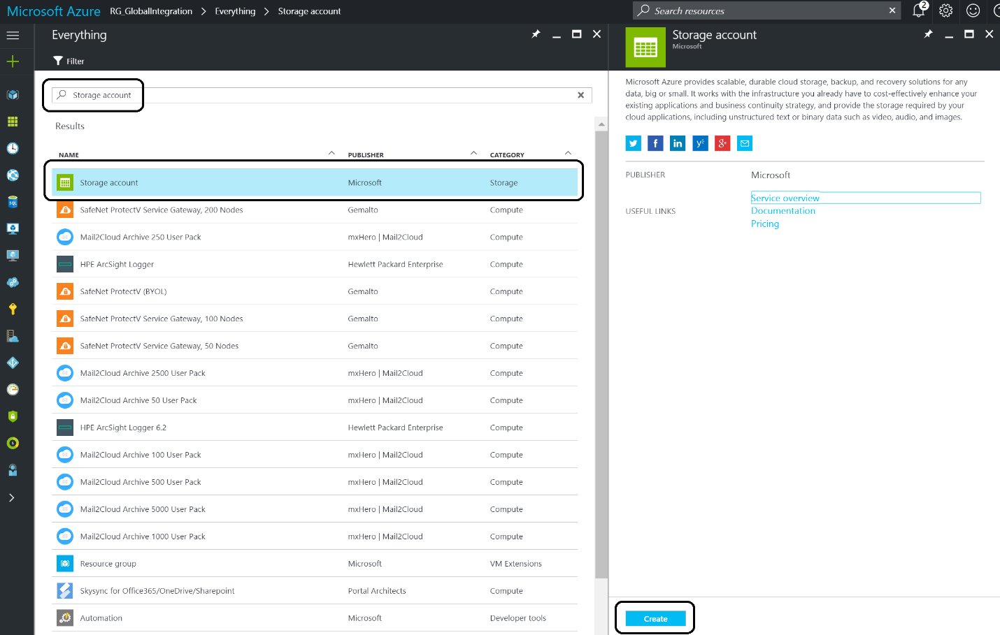 Microsoft Azure RG_GlobalIntegration > Everything > Storage account
Search resources
2
Everything
Filter
Storage account
Results
NAME PUBLISHER CATEGORY
Storage account Microsoft Storage
SafeNet ProtectV Service Gateway, 200 Nodes Gemalto Compute
Mail2Cloud Archive 250 User Pack mxHero | Mail2Cloud Compute
HPE ArcSight Logger Hewlett Packard Enterprise Compute
SafeNet ProtectV (BYOL) Gemalto Compute
SafeNet ProtectV Service Gateway, 100 Nodes Gemalto Compute
SafeNet ProtectV Service Gateway, 50 Nodes Gemalto Compute
Mail2Cloud Archive 2500 User Pack mxHero | Mail2Cloud Compute
Mail2Cloud Archive 50 User Pack mxHero | Mail2Cloud Compute
HPE ArcSight Logger 6.2 Hewlett Packard Enterprise Compute
Mail2Cloud Archive 100 User Pack mxHero | Mail2Cloud Compute
Mail2Cloud Archive 500 User Pack mxHero | Mail2Cloud Compute
Mail2Cloud Archive 5000 User Pack mxHero | Mail2Cloud Compute
Mail2Cloud Archive 1000 User Pack mxHero | Mail2Cloud Compute
Resource group Microsoft VM Extensions
Skysync for Office365/OneDrive/Sharepoint Portal Architects Compute
Automation Microsoft Developer tools
Storage account
Microsoft
Microsoft Azure provides scalable, durable cloud storage, backup, and recovery solutions for any
data, big or small. It works with the infrastructure you already have to cost-effectively enhance your
existing applications and business continuity strategy, and provide the storage required by your
cloud applications, including unstructured text or binary data such as video, audio, and images.
PUBLISHER Microsoft
Service overview
USEFUL LINKS Documentation
Pricing
Create